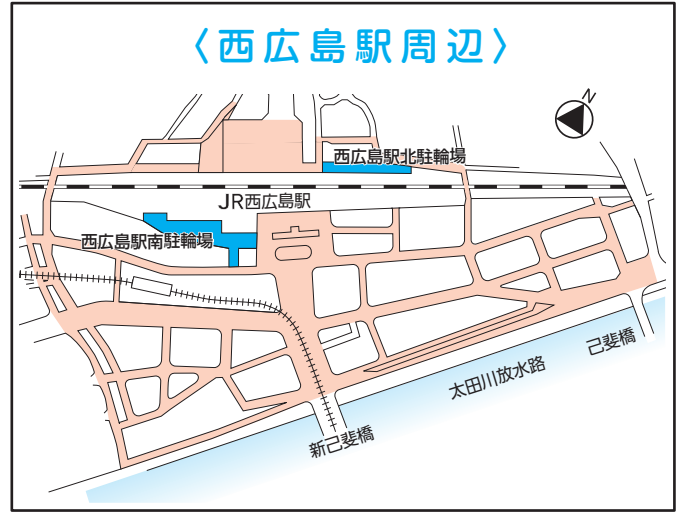 〈西広島駅周辺〉
N
西広島駅北駐輪場
JR西広島駅
西広島駅南駐輪場
己斐橋
太田川放水路
新己斐橋